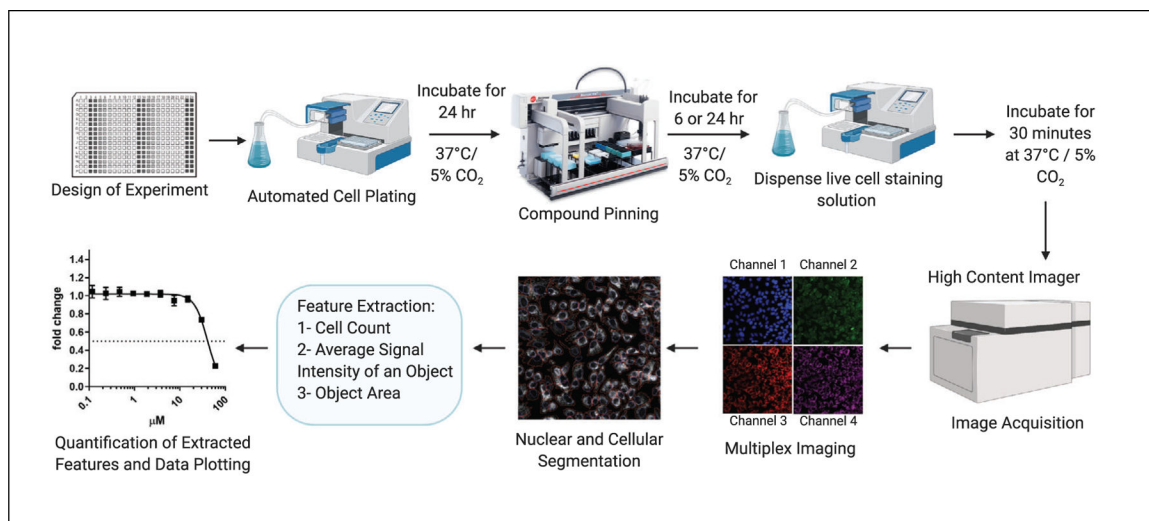 Design of Experiment
Automated Cell Plating
Incubate for
24 hr
37°C/
5% CO₂
Compound Pinning
Incubate for
6 or 24 hr
37°C/
5% CO₂
Dispense live cell staining
solution
Incubate for
30 minutes
at 37°C / 5%
CO₂
High Content Imager
Image Acquisition
Channel 1 Channel 2
Channel 3 Channel 4
Multiplex Imaging
Nuclear and Cellular
Segmentation
Feature Extraction:
1- Cell Count
2- Average Signal
Intensity of an Object
3- Object Area
fold change
1.4
1.2
1.0
0.8
0.6
0.4
0.2
0.0
0.1 1 10 100
μM
Quantification of Extracted
Features and Data Plotting